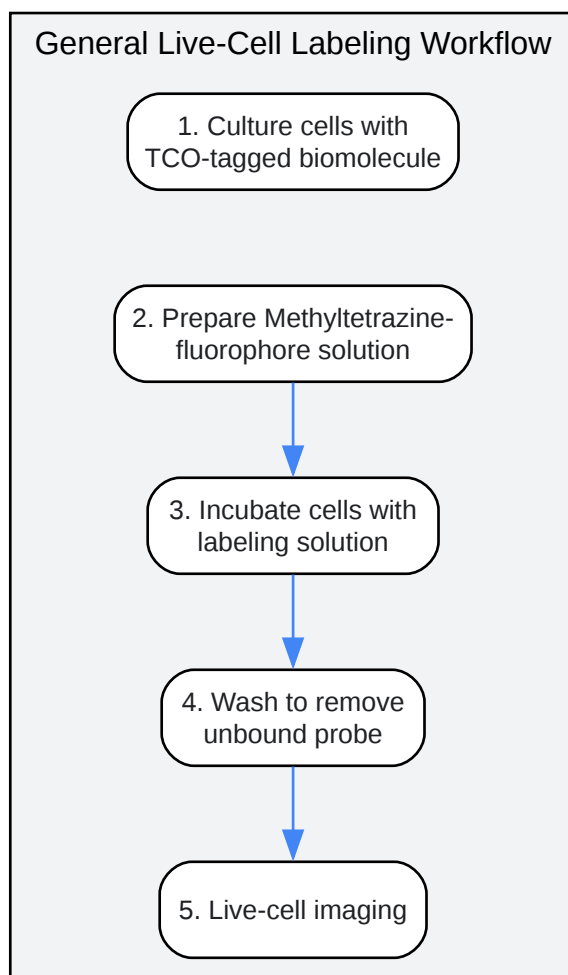 General Live-Cell Labeling Workflow
1. Culture cells with
TCO-tagged biomolecule
2. Prepare Methyltetrazine-
fluorophore solution
3. Incubate cells with
labeling solution
4. Wash to remove
unbound probe
5. Live-cell imaging